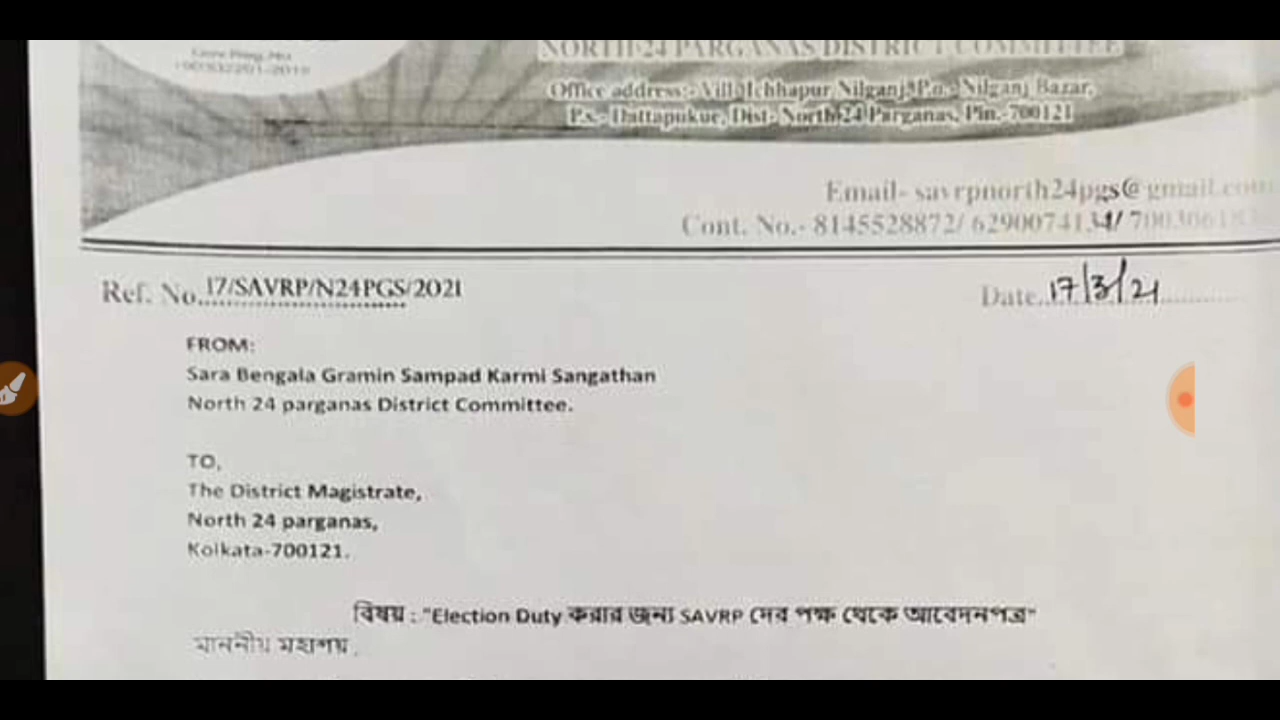 NORTH-24 PARGANAS DISTRICT COMMITTEE
Office address:- Vill- Ichhapur Nilganj, P.o.- Nilganj Bazar,
P.s.- Dattapukur, Dist- North 24 Parganas, Pin.-700121
Email- savrpnorth24pgs@gmail.com
Cont. No.- 8145528872/ 6290074134/
Ref. No. 17/SAVRP/N24PGS/2021
Date. 17/3/21
FROM:
Sara Bengala Gramin Sampad Karmi Sangathan
North 24 parganas District Committee.
TO,
The District Magistrate,
North 24 parganas,
Kolkata-700121.
বিষয় : "Election Duty করার জন্য SAVRP দের পক্ষ থেকে আবেদনপত্র"
মাননীয় মহাশয় ,